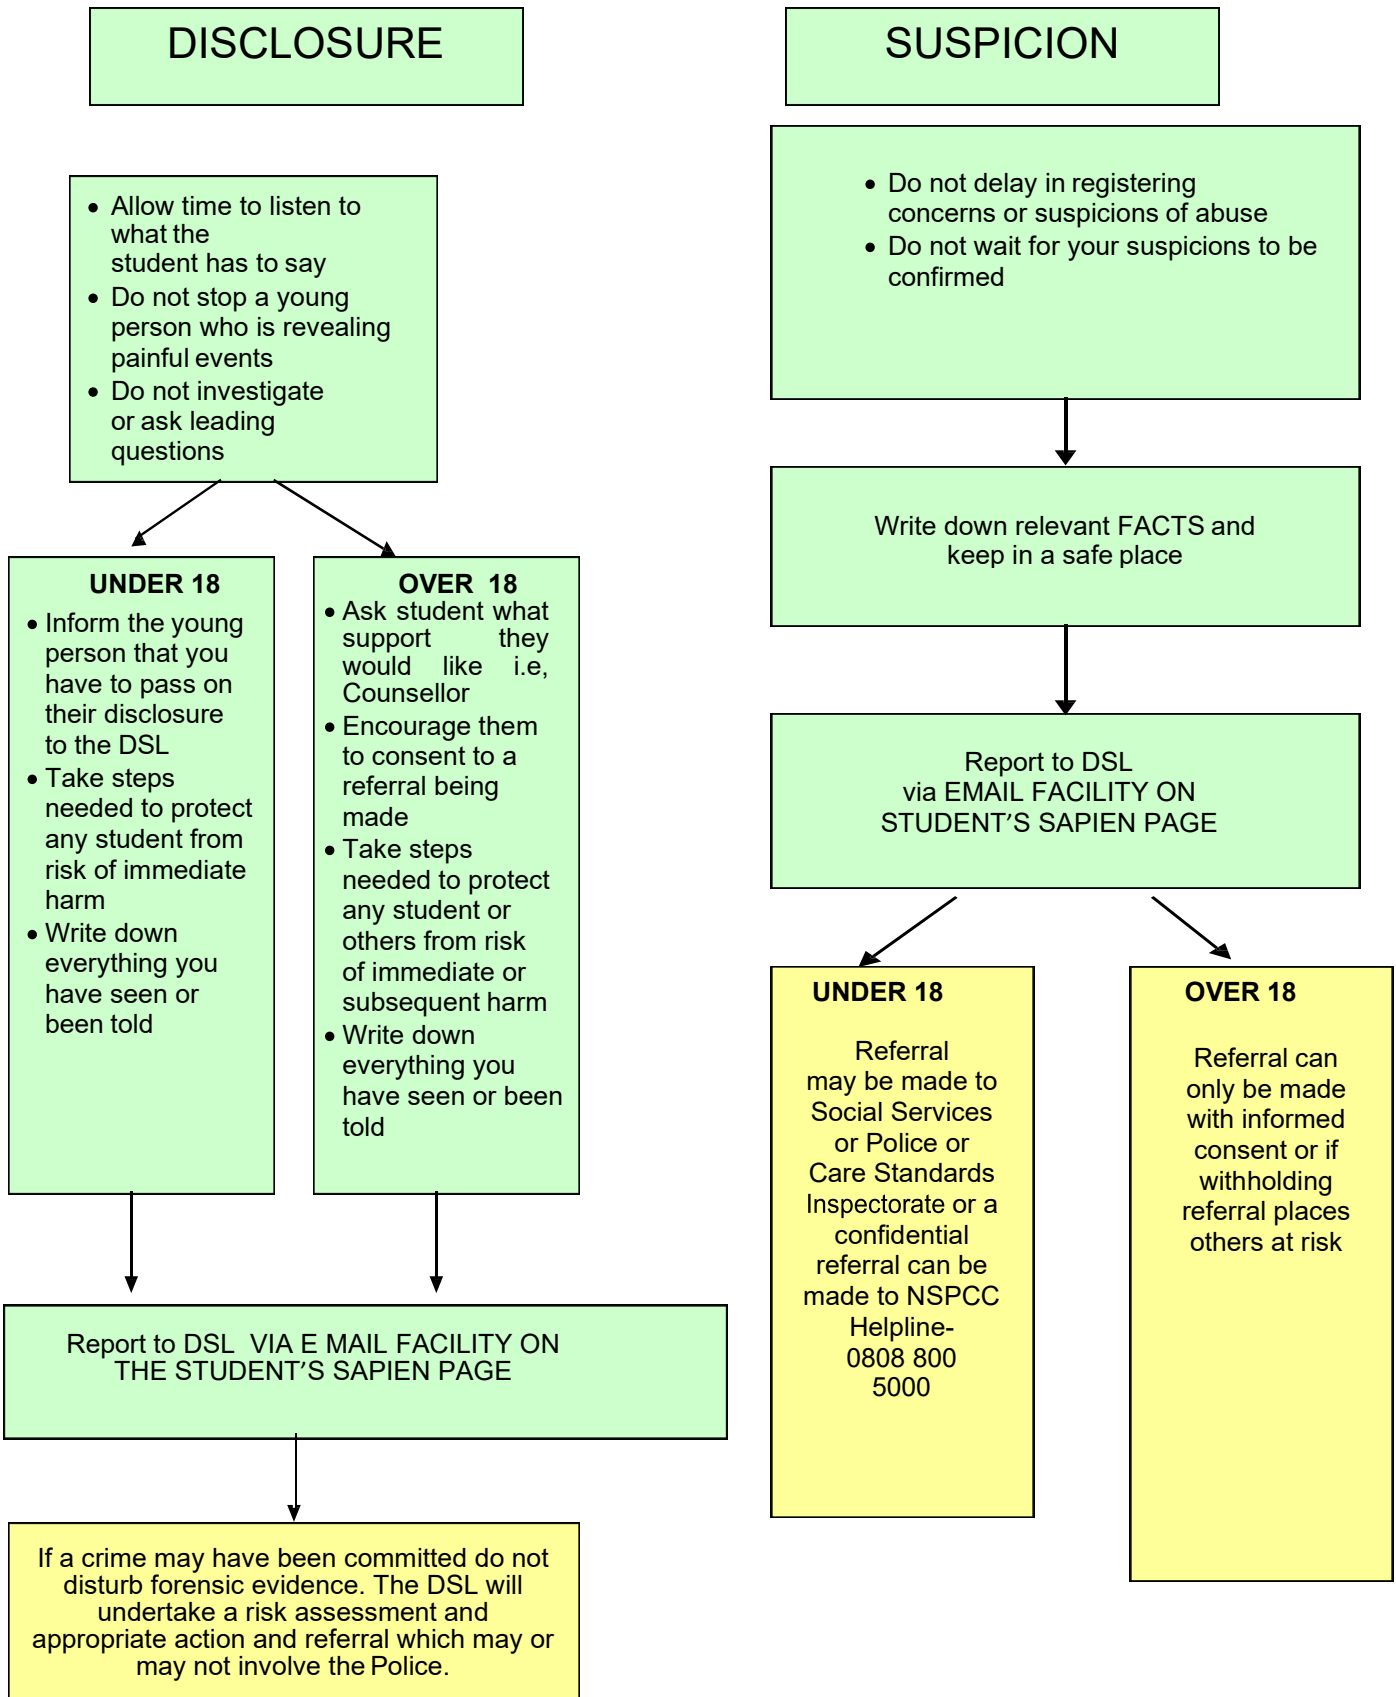 DISCLOSURE
• Allow time to listen to
what the
student has to say
• Do not stop a young
person who is revealing
painful events
• Do not investigate
or ask leading
questions
UNDER 18
• Inform the young
person that you
have to pass on
their disclosure
to the DSL
• Take steps
needed to protect
any student from
risk of immediate
harm
• Write down
everything you
have seen or
been told
OVER 18
• Ask student what
support they
would like i.e,
Counsellor
• Encourage them
to consent to a
referral being
made
• Take steps
needed to protect
any student or
others from risk
of immediate or
subsequent harm
• Write down
everything you
have seen or been
told
Report to DSL VIA E MAIL FACILITY ON
THE STUDENT’S SAPIEN PAGE
If a crime may have been committed do not
disturb forensic evidence. The DSL will
undertake a risk assessment and
appropriate action and referral which may or
may not involve the Police.
SUSPICION
• Do not delay in registering
concerns or suspicions of abuse
• Do not wait for your suspicions to be
confirmed
Write down relevant FACTS and
keep in a safe place
Report to DSL
via EMAIL FACILITY ON
STUDENT’S SAPIEN PAGE
UNDER 18
Referral
may be made to
Social Services
or Police or
Care Standards
Inspectorate or a
confidential
referral can be
made to NSPCC
Helpline-
0808 800
5000
OVER 18
Referral can
only be made
with informed
consent or if
withholding
referral places
others at risk